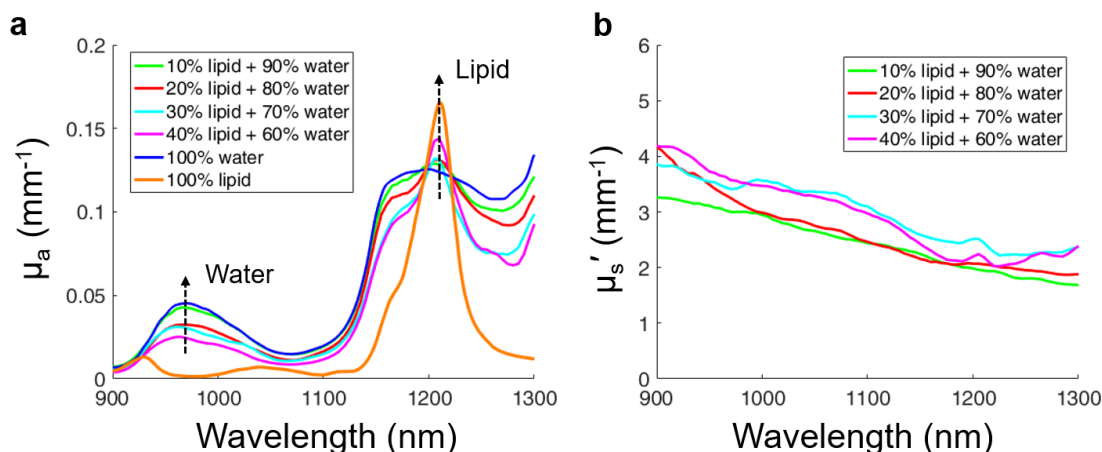 a
0.2
0.15
0.1
0.05
0
μa (mm-1)
10% lipid + 90% water
20% lipid + 80% water
30% lipid + 70% water
40% lipid + 60% water
100% water
100% lipid
Lipid
Water
900
1000
1100
1200
1300
Wavelength (nm)
b
6
5
4
3
2
1
0
μs′ (mm-1)
10% lipid + 90% water
20% lipid + 80% water
30% lipid + 70% water
40% lipid + 60% water
900
1000
1100
1200
1300
Wavelength (nm)